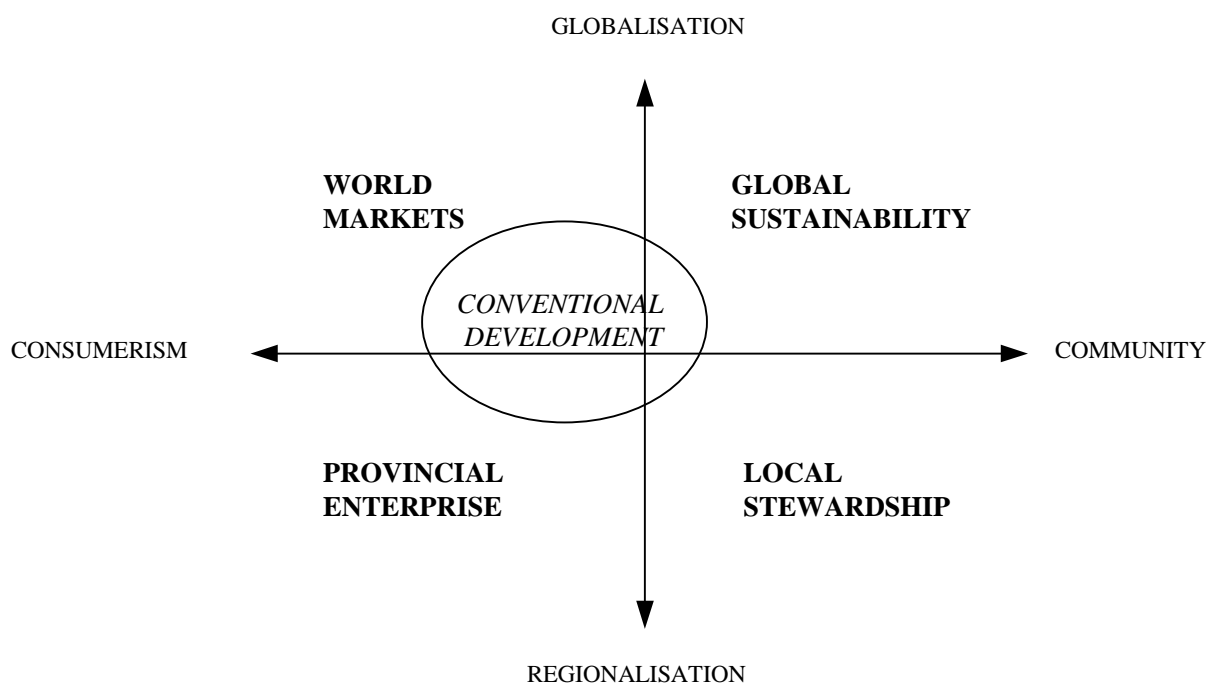 GLOBALISATION
WORLD
MARKETS
GLOBAL
SUSTAINABILITY
CONVENTIONAL
DEVELOPMENT
CONSUMERISM
COMMUNITY
PROVINCIAL
ENTERPRISE
LOCAL
STEWARDSHIP
REGIONALISATION